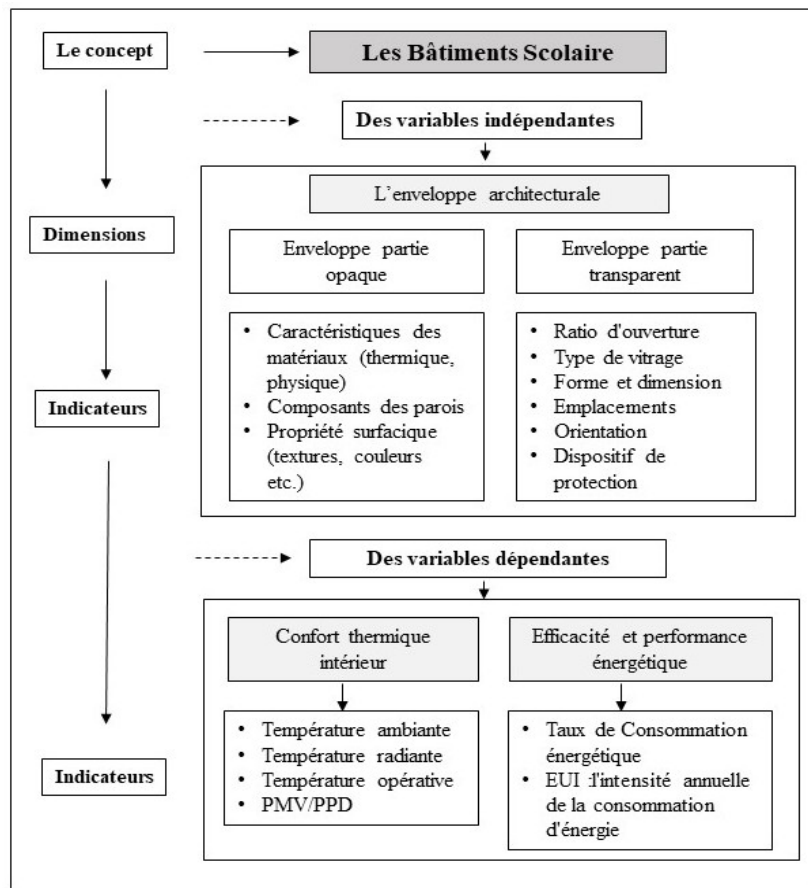 Le concept
Les Bâtiments Scolaire
Des variables indépendantes
L'enveloppe architecturale
Dimensions
Enveloppe partie
opaque
Enveloppe partie
transparent
Indicateurs
• Caractéristiques des
matériaux (thermique,
physique)
• Composants des parois
• Propriété surfacique
(textures, couleurs
etc.)
• Ratio d'ouverture
• Type de vitrage
• Forme et dimension
• Emplacements
• Orientation
• Dispositif de
protection
Des variables dépendantes
Confort thermique
intérieur
Efficacité et performance
énergétique
Indicateurs
• Température ambiante
• Température radiante
• Température opérative
• PMV/PPD
• Taux de Consommation
énergétique
• EUI :l'intensité annuelle
de la consommation
d'énergie